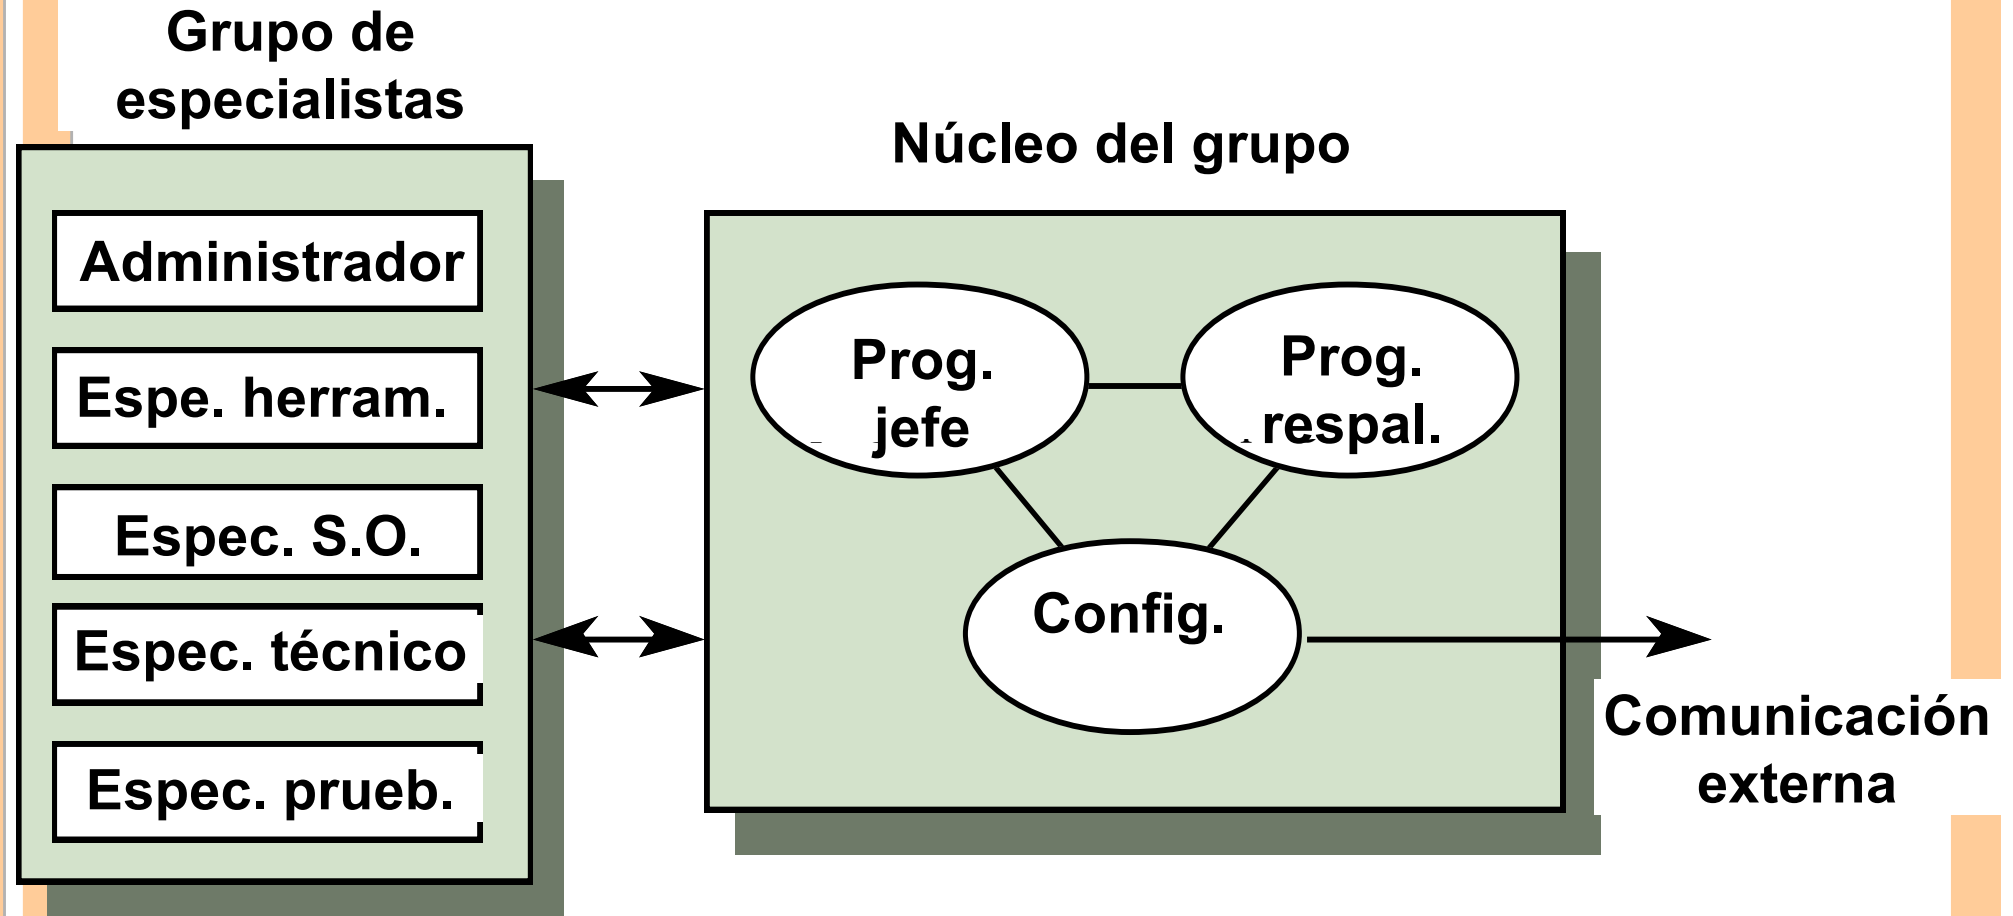 Grupo de
especialistas
Administrador
Espe. herram.
Espec. S.O.
Espec. técnico
Espec. prueb.
Núcleo del grupo
Prog.
jefe
Prog.
respal.
Config.
Comunicación
externa